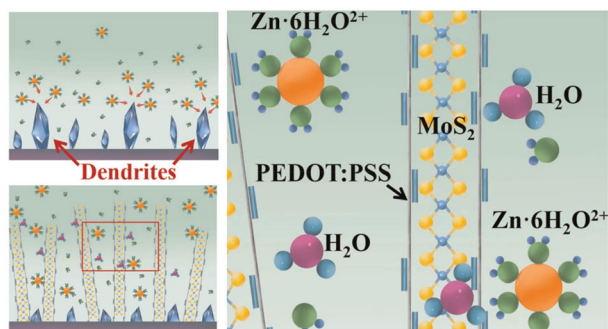 Dendrites
Zn·6H₂O²⁺
H₂O
MoS₂
PEDOT:PSS
Zn·6H₂O²⁺
H₂O